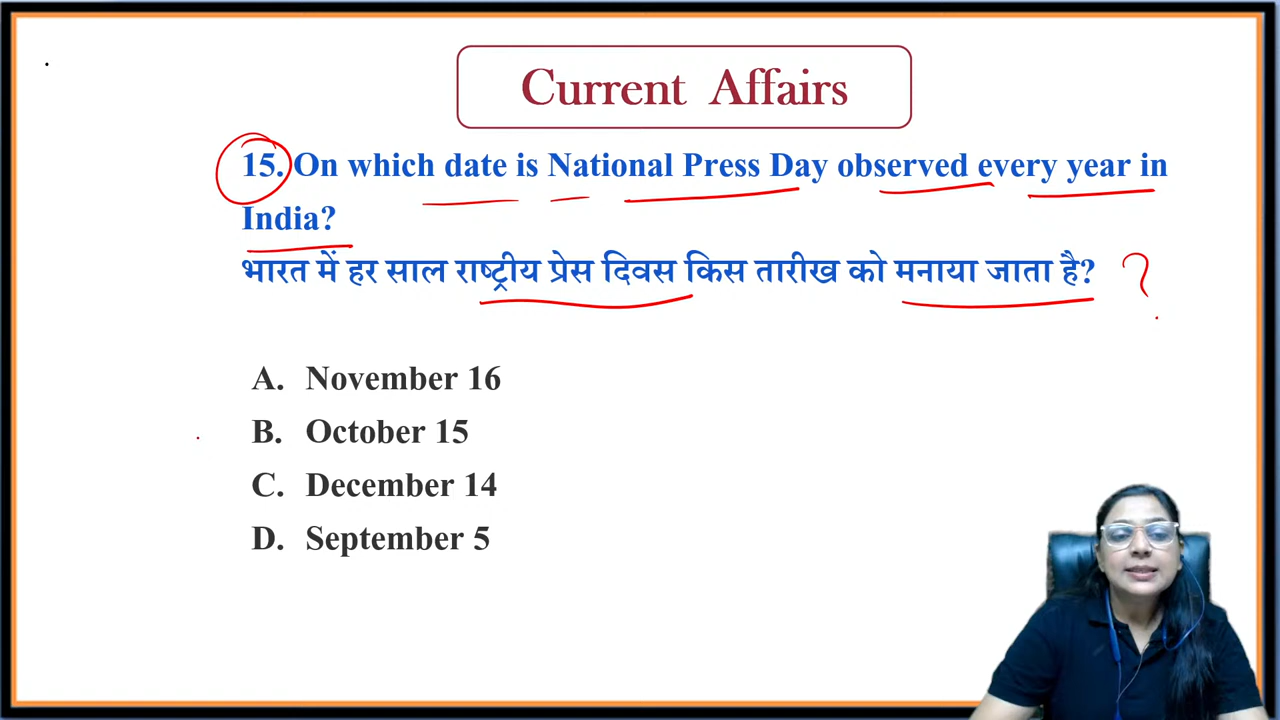 Current Affairs
15. On which date is National Press Day observed every year in
India?
भारत में हर साल राष्ट्रीय प्रेस दिवस किस तारीख को मनाया जाता है? ?
A. November 16
B. October 15
C. December 14
D. September 5